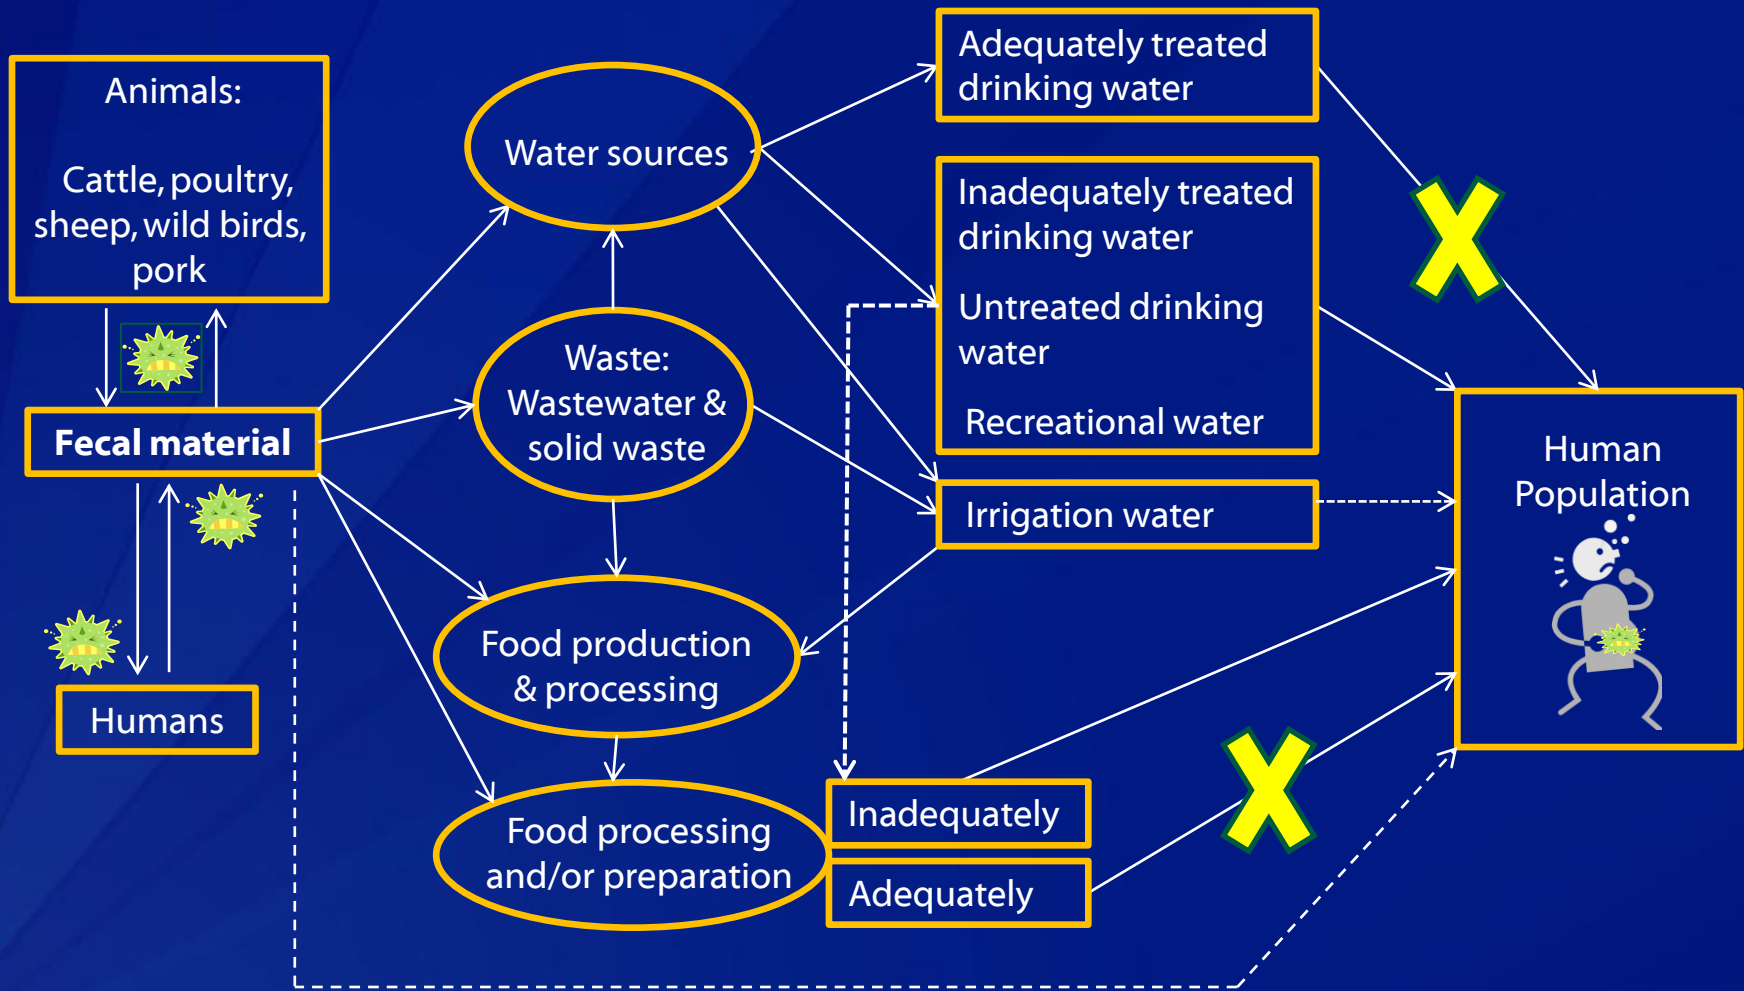 Animals:
Cattle, poultry,
sheep, wild birds,
pork
Fecal material
Humans
Water sources
Waste:
Wastewater &
solid waste
Food production
& processing
Food processing
and/or preparation
Adequately treated
drinking water
Inadequately treated
drinking water
Untreated drinking
water
Recreational water
Irrigation water
Inadequately
Adequately
Human
Population